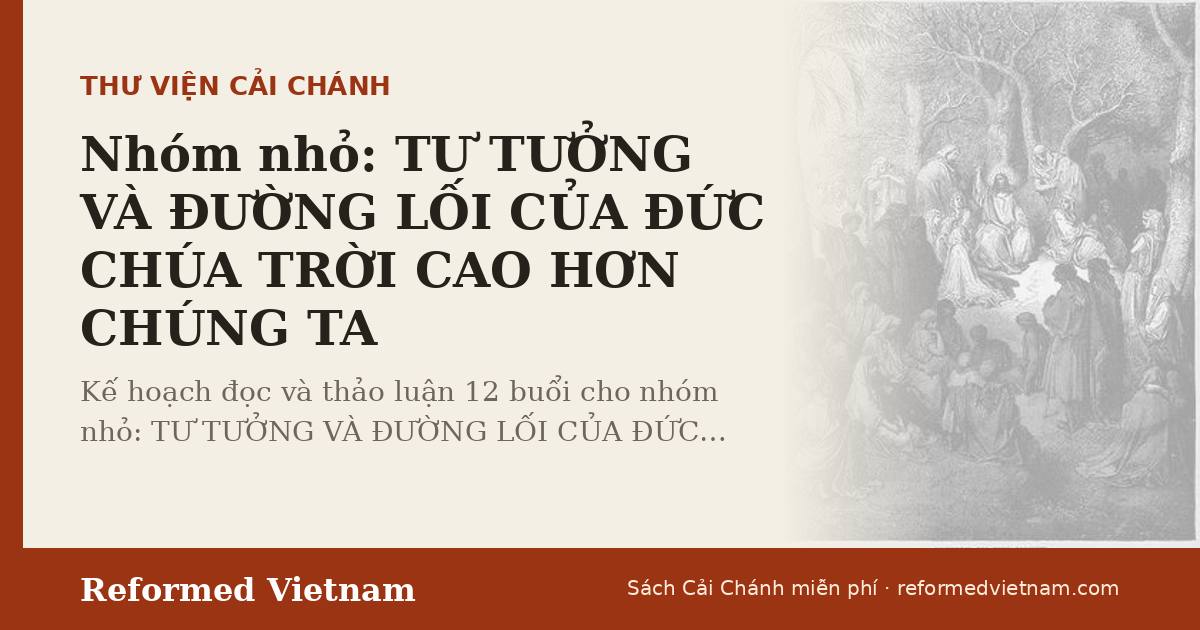 THƯ VIỆN CẢI CHÁNH
Nhóm nhỏ: TƯ TƯỞNG
VÀ ĐƯỜNG LỐI CỦA ĐỨC
CHÚA TRỜI CAO HƠN
CHÚNG TA
Kế hoạch đọc và thảo luận 12 buổi cho nhóm
nhỏ: TƯ TƯỞNG VÀ ĐƯỜNG LỐI CỦA ĐỨC…
Reformed Vietnam
Sách Cải Chánh miễn phí · reformedvietnam.com